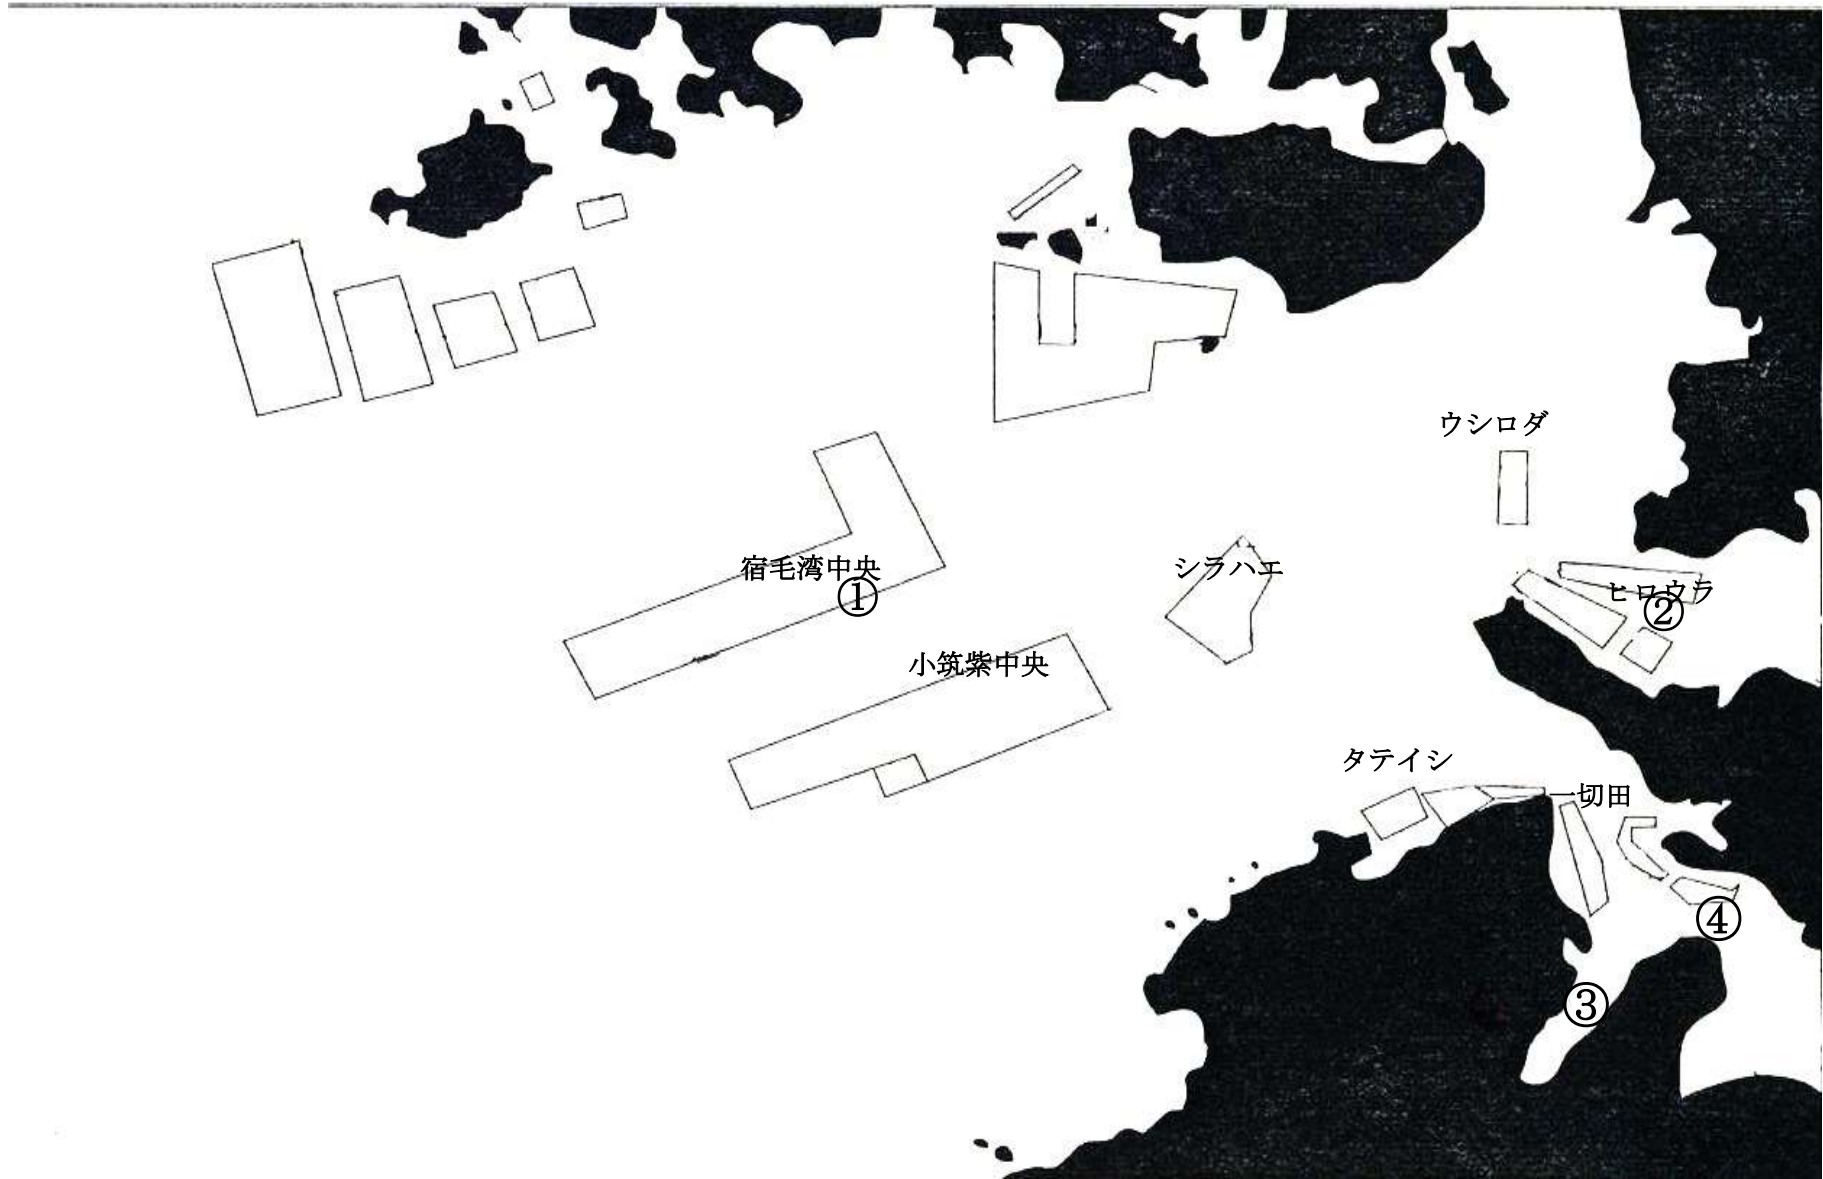 ウシロダ
宿毛湾中央
①
シラハエ
ヒロウラ
②
小筑紫中央
タテイシ
一切田
④
③